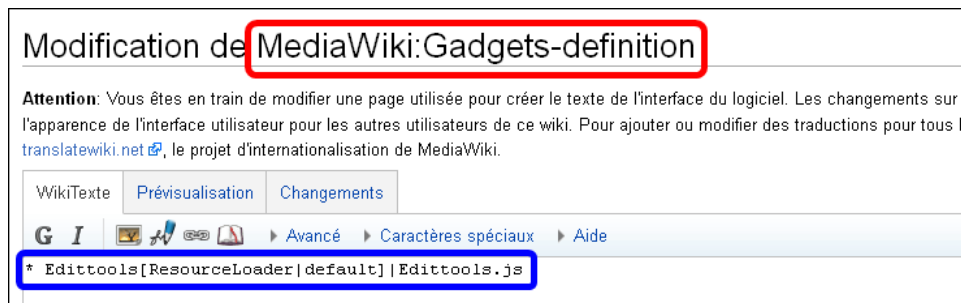 Modification de MediaWiki:Gadgets-definition
Attention: Vous êtes en train de modifier une page utilisée pour créer le texte de l'interface du logiciel. Les changements sur
l'apparence de l'interface utilisateur pour les autres utilisateurs de ce wiki. Pour ajouter ou modifier des traductions pour tous
translatewiki.net, le projet d'internationalisation de MediaWiki.
WikiTexte Prévisualisation Changements
G I Avancé Caractères spéciaux Aide
* Edittools[ResourceLoader|default]|Edittools.js